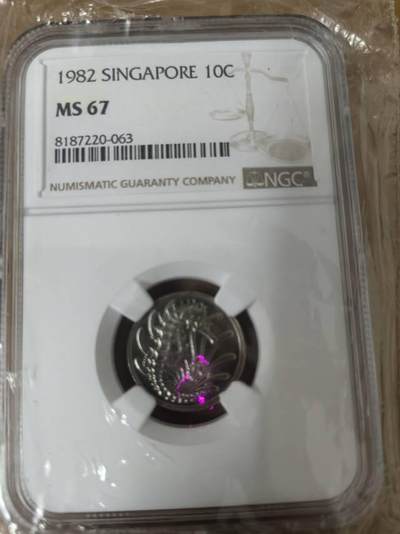 1982 SINGAPORE 10C
MS 67
8187220-063
NUMISMATIC GUARANTY COMPANY NGC®